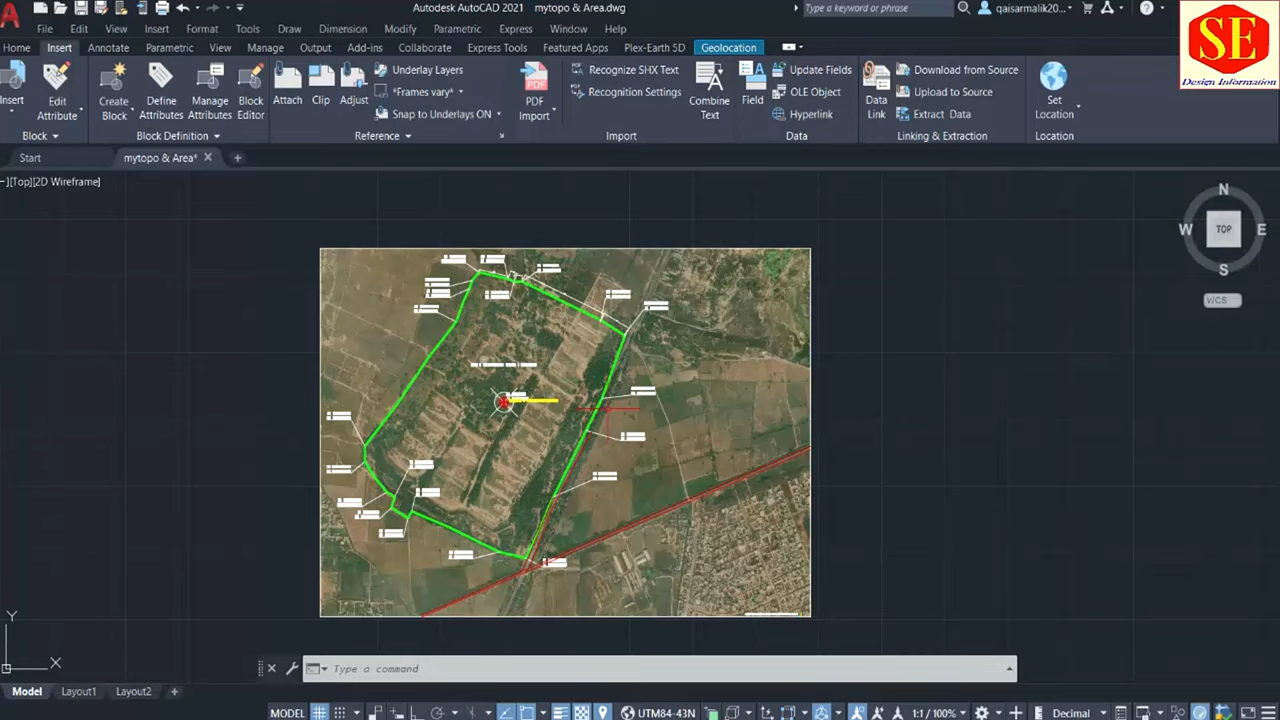 Autodesk AutoCAD 2021 mytopo & Area.dwg
Type a keyword or phrase
qaisarmalik20...
File Edit View Insert Format Tools Draw Dimension Modify Parametric Express Window Help
Home Insert Annotate Parametric View Manage Output Add-ins Collaborate Express Tools Featured Apps Plex-Earth 5D Geolocation
SE
Design Information
Insert
Edit Attribute
Create Block
Define Attributes
Manage Attributes
Block Editor
Attach
Clip
Adjust
Underlay Layers
*Frames vary*
Snap to Underlays ON
PDF Import
Recognize SHX Text
Recognition Settings
Combine Text
Field
Update Fields
OLE Object
Hyperlink
Data Link
Download from Source
Upload to Source
Extract Data
Set Location
Block Block Definition Reference Import Data Linking & Extraction Location
Start mytopo & Area*
[Top][2D Wireframe]
N
W TOP E
S
WCS
Y
X
Type a command
Model Layout1 Layout2
MODEL UTM84-43N 1:1 / 100% Decimal